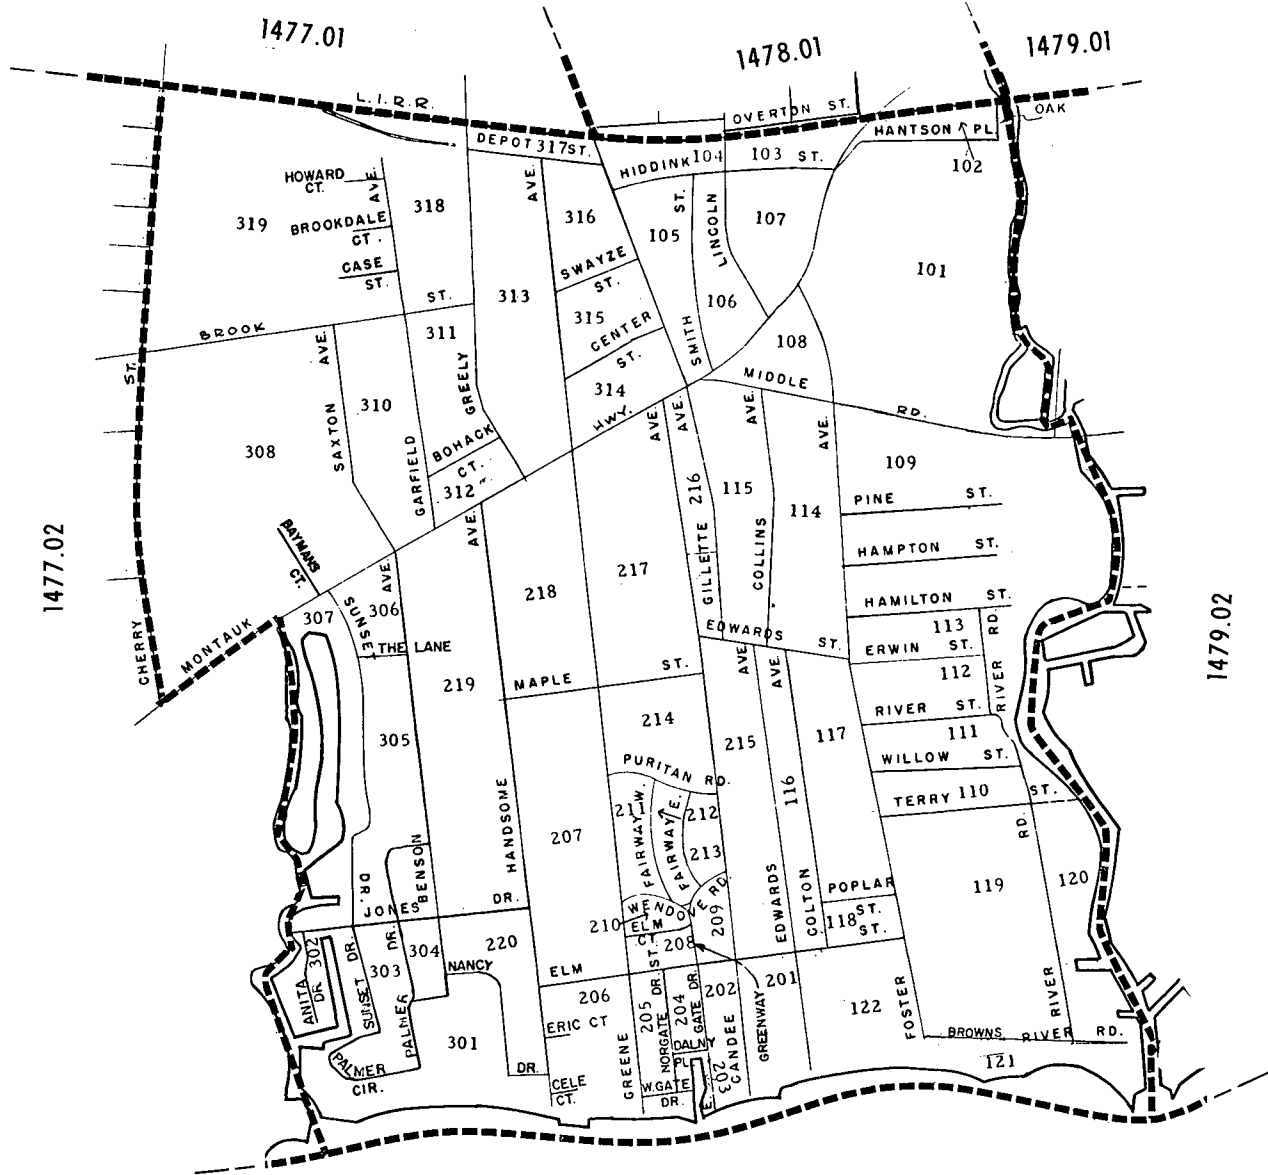 1477.01
1478.01
1479.01
L.I.R.R.
OVERTON ST.
OAK
HANTSON PL.
102
DEPOT 317 ST.
HIDDINK 104 103 ST.
HOWARD
CT.
AVE.
318
AVE.
316
319
BROOKDALE
CT.
105
ST.
LINCOLN
107
CASE
ST.
SWAYZE
ST.
101
ST.
313
106
BROOK
311
315
CENTER
ST.
SMITH
108
ST.
AVE.
GREELY
314
MIDDLE
RD.
310
HWY.
AVE.
AVE.
AVE.
AVE.
SAXTON
308
GARFIELD
BOHACK
CT.
312
216
115
109
114
PINE ST.
1477.02
BAYMANS
CT.
AVE.
HAMPTON ST.
AVE.
217
GILLETTE
COLLINS
218
HAMILTON ST.
307
SUNSET
306
113
RD.
CHERRY
MONTAUK
THE LANE
EDWARDS ST.
ERWIN ST.
1479.02
219
MAPLE ST.
AVE.
AVE.
112
RIVER
RIVER ST.
214
215
117
111
305
PURITAN RD.
WILLOW ST.
116
TERRY 110 ST.
211
FAIRWAY W.
FAIRWAY E.
212
HANDSOME
207
213
RD.
BENSON
EDWARDS
COLTON
119
120
DR.
JONES DR.
WENDOVE RD.
209
POPLAR
ST.
118
ST.
210
ELM
CT.
208
302
DR.
DR.
304
220
303
NANCY
ELM ST.
ANITA
DR.
SUNSET
PALMER
206
205
DR.
204
DR.
202
201
122
FOSTER
RIVER
301
ERIC CT
NORGATE
GATE
GREENWAY
BROWNS RIVER RD.
PALMER
CIR.
DR.
GREENE
DALNY
PL.
CANDEE
203
121
CELE
CT.
W.GATE
DR.
E.